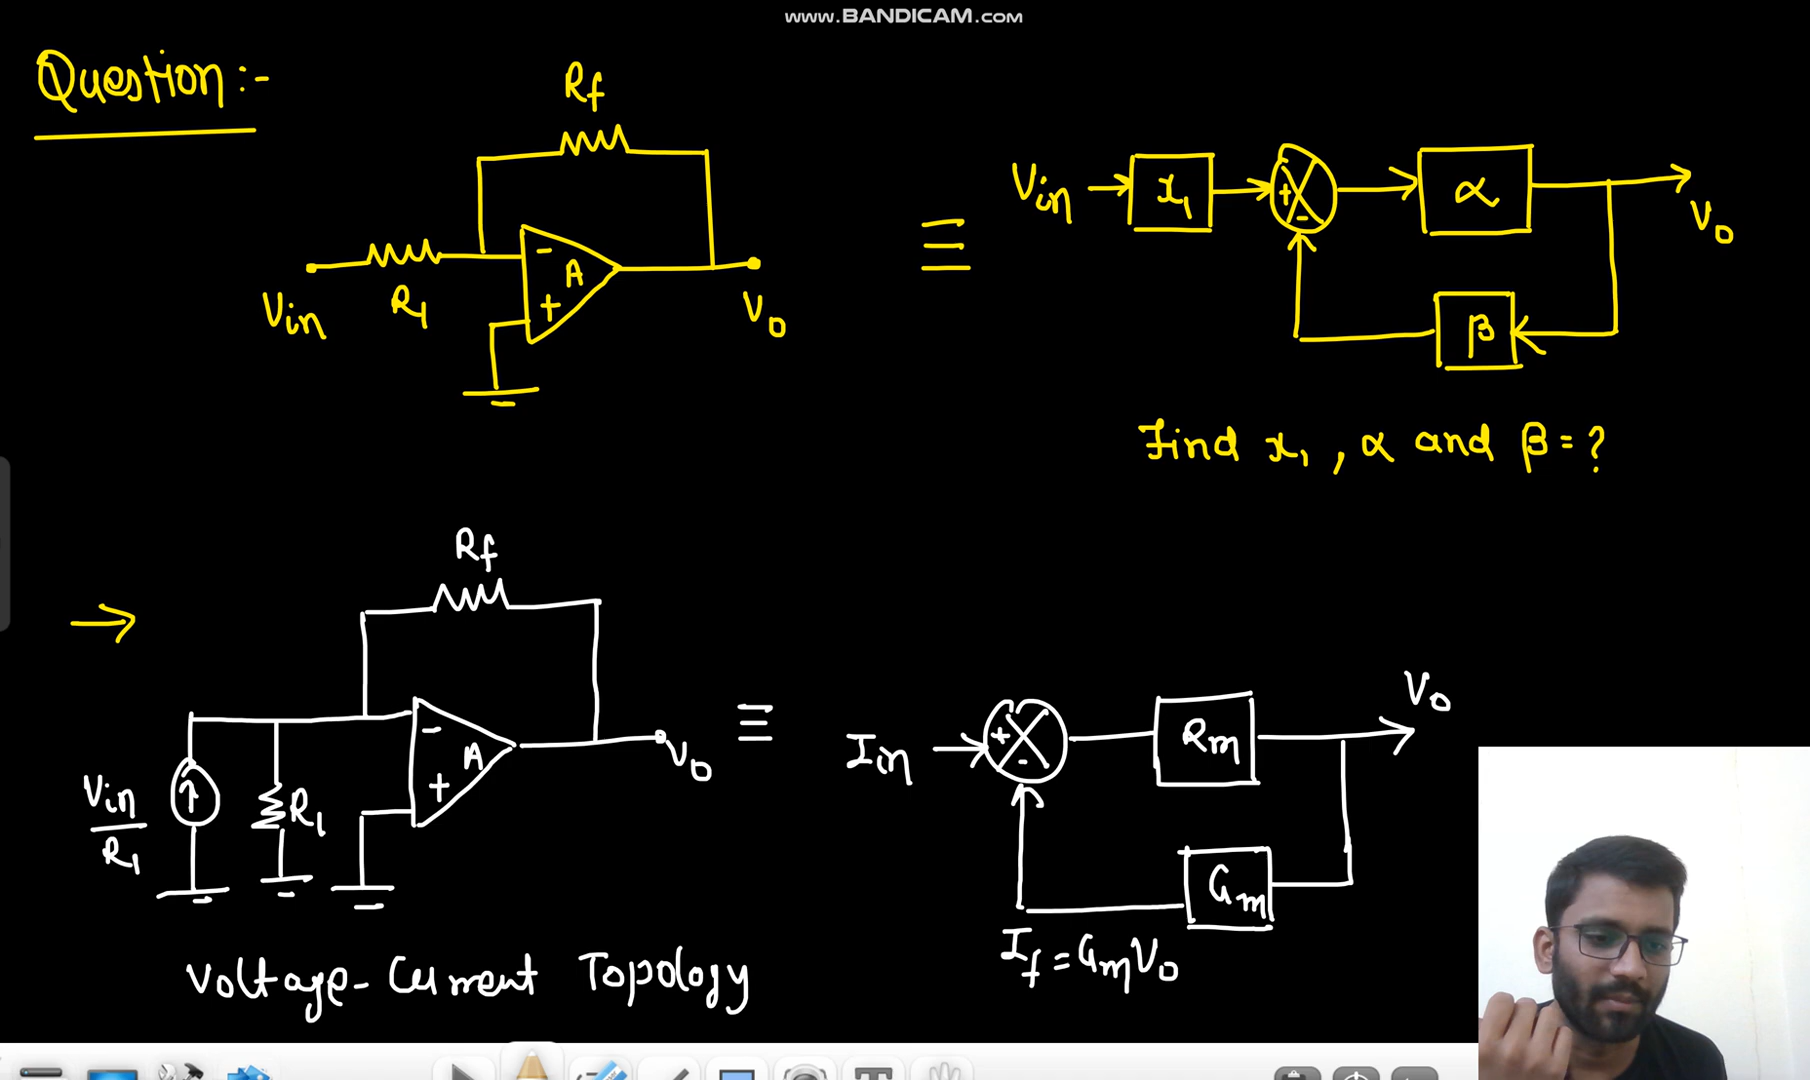 www.BANDICAM.com
Question :-
Rf
Vin
R1
-
A
+
Vo
≡
Vin
x1
+
-
α
Vo
β
Find x1, α and β = ?
→
Rf
Vin
R1
R1
-
A
+
Vo
≡
Iin
+
-
Rm
Vo
Gm
If = GmVo
Voltage - Current Topology